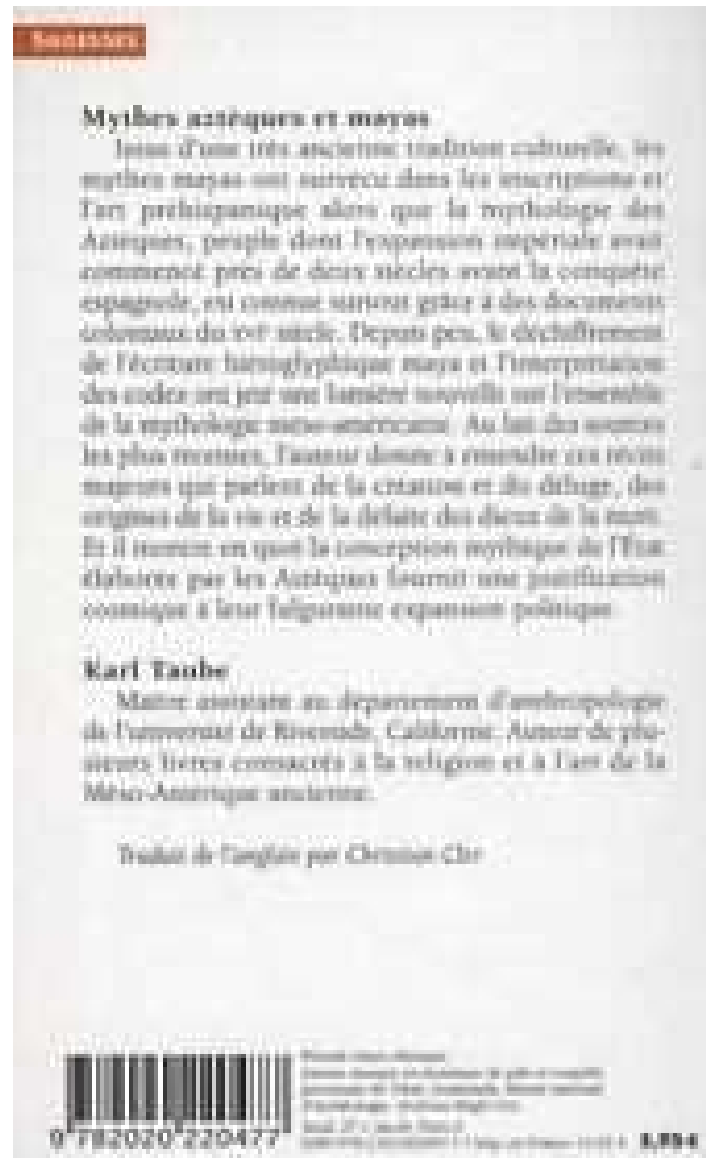 Mythes aztèques et mayas
Issus d'une très ancienne tradition culturelle, les
mythes mayas ont survécu dans les inscriptions et
l'art préhispanique alors que la mythologie des
Aztèques, peuple dont l'expansion impériale avait
commencé près de deux siècles avant la conquête
espagnole, est connue surtout grâce à des documents
coloniaux du XVIe siècle. Depuis peu, le déchiffrement
de l'écriture hiéroglyphique maya et l'interprétation
des codex ont jeté une lumière nouvelle sur l'ensemble
de la mythologie méso-américaine. Au fait des sources
les plus récentes, l'auteur donne à entendre ces récits
majeurs qui parlent de la création et du déluge, des
origines de la vie et de la défaite des dieux de la mort.
Et il montre en quoi la conception mythique de l'État
élaborée par les Aztèques fournit une justification
cosmique à leur fulgurante expansion politique.
Karl Taube
Maître assistant au département d'anthropologie
de l'université de Riverside, Californie. Auteur de plu-
sieurs livres consacrés à la religion et à l'art de la
Méso-Amérique ancienne.
Traduit de l'anglais par Christian Cler
9 782020 220477